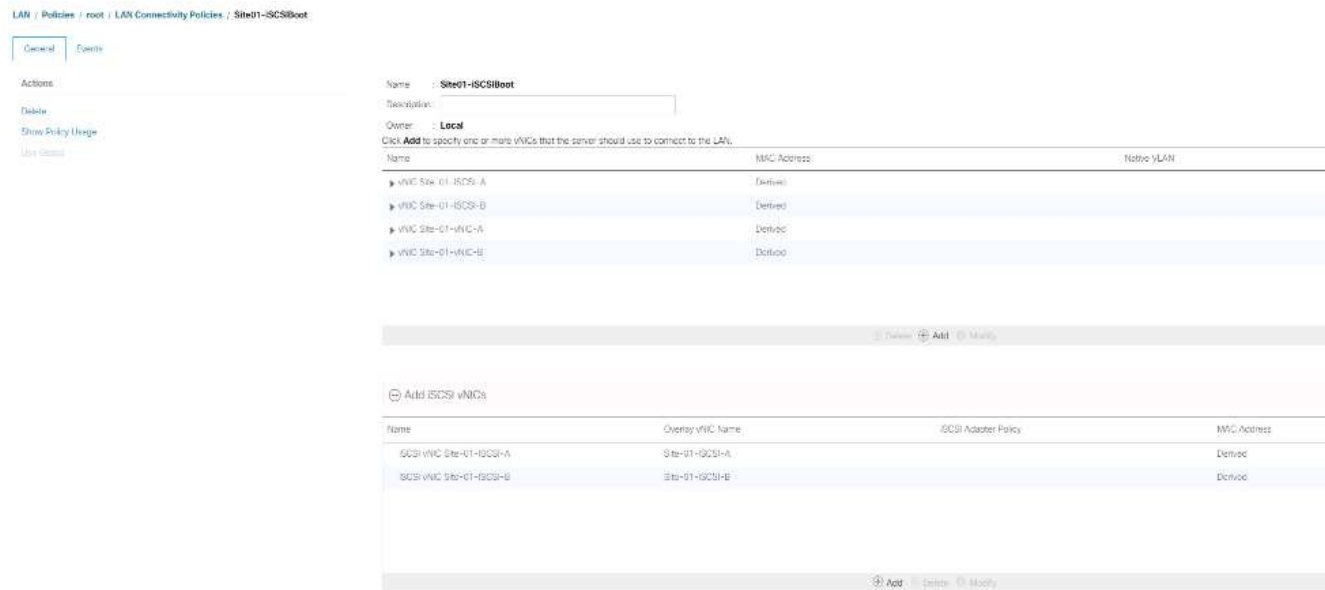 LAN / Policies / root / LAN Connectivity Policies / Site01-iSCSIBoot
General Events
Actions
Delete
Show Policy Usage
Use Global
Name : Site01-iSCSIBoot
Description :
Owner : Local
Click Add to specify one or more vNICs that the server should use to connect to the LAN.
Name MAC Address Native VLAN
vNIC Site-01-iSCSI-A Derived
vNIC Site-01-iSCSI-B Derived
vNIC Site-01-vNIC-A Derived
vNIC Site-01-vNIC-B Derived
Delete Add Modify
Add iSCSI vNICs
Name Overlay vNIC Name iSCSI Adapter Policy MAC Address
iSCSI vNIC Site-01-iSCSI-A Site-01-iSCSI-A Derived
iSCSI vNIC Site-01-iSCSI-B Site-01-iSCSI-B Derived
Add Delete Modify